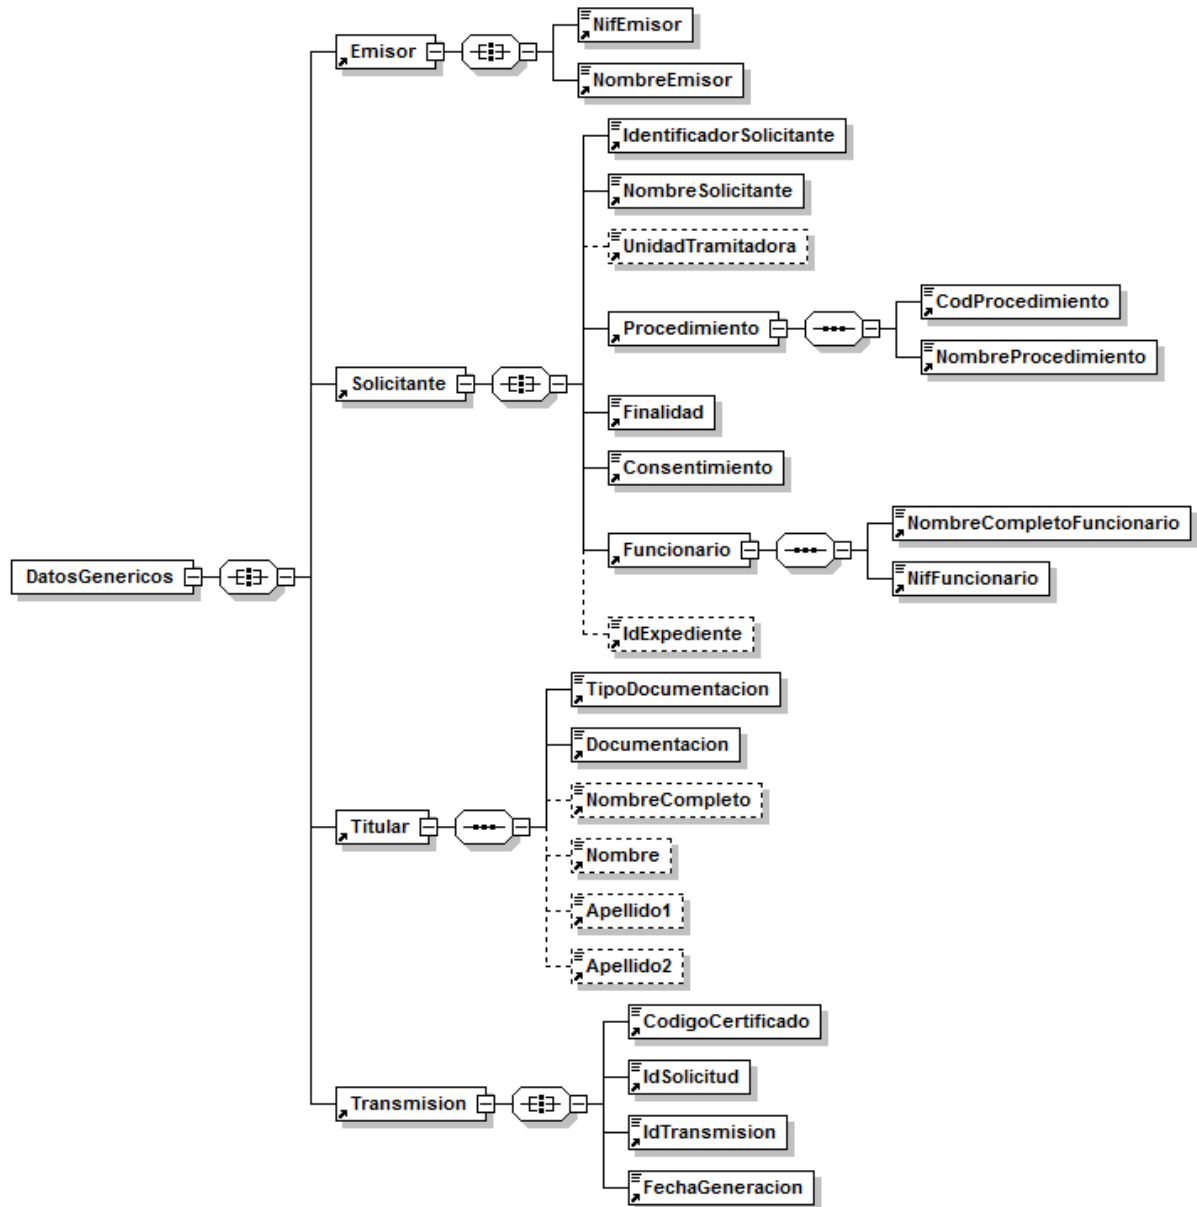 NifEmisor
Emisor
NombreEmisor
IdentificadorSolicitante
NombreSolicitante
UnidadTramitadora
CodProcedimiento
Procedimiento
NombreProcedimiento
Solicitante
Finalidad
Consentimiento
NombreCompletoFuncionario
Funcionario
DatosGenericos
NifFuncionario
IdExpediente
TipoDocumentacion
Documentacion
NombreCompleto
Titular
Nombre
Apellido1
Apellido2
CodigoCertificado
IdSolicitud
Transmision
IdTransmision
FechaGeneracion